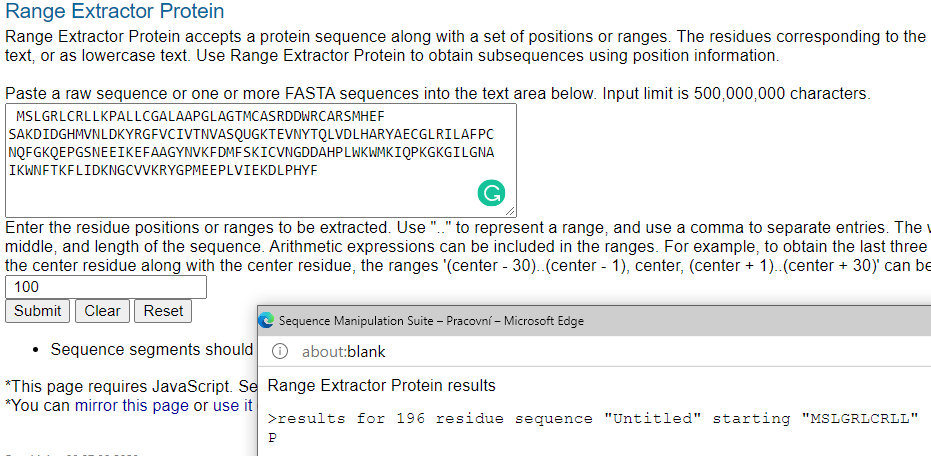 Range Extractor Protein
Range Extractor Protein accepts a protein sequence along with a set of positions or ranges. The residues corresponding to the
text, or as lowercase text. Use Range Extractor Protein to obtain subsequences using position information.
Paste a raw sequence or one or more FASTA sequences into the text area below. Input limit is 500,000,000 characters.
MSLGRLCRLLKPALLCGALAAPGLAGTMCASRDDWRCARSMHEF
SAKDIDGHMVNLDKYRGFVCIVTNVASQUGKTEVNYTQLVDLHARYAECGLRILAFPC
NQFGKQEPGSNEEIKEFAAGYNVKFDMFSKICVNGDDAHPLWKWMKIQPKGKGILGNA
IKWNFTKFLIDKNGCVVKRYGPMEEPLVIEKDLPHYF
Enter the residue positions or ranges to be extracted. Use ".." to represent a range, and use a comma to separate entries. The
middle, and length of the sequence. Arithmetic expressions can be included in the ranges. For example, to obtain the last three
the center residue along with the center residue, the ranges '(center - 30)..(center - 1), center, (center + 1)..(center + 30)' can be
100
Submit Clear Reset
• Sequence segments should
*This page requires JavaScript. Se
*You can mirror this page or use it
Sequence Manipulation Suite – Pracovní – Microsoft Edge
about:blank
Range Extractor Protein results
>results for 196 residue sequence "Untitled" starting "MSLGRLCRLL"
P